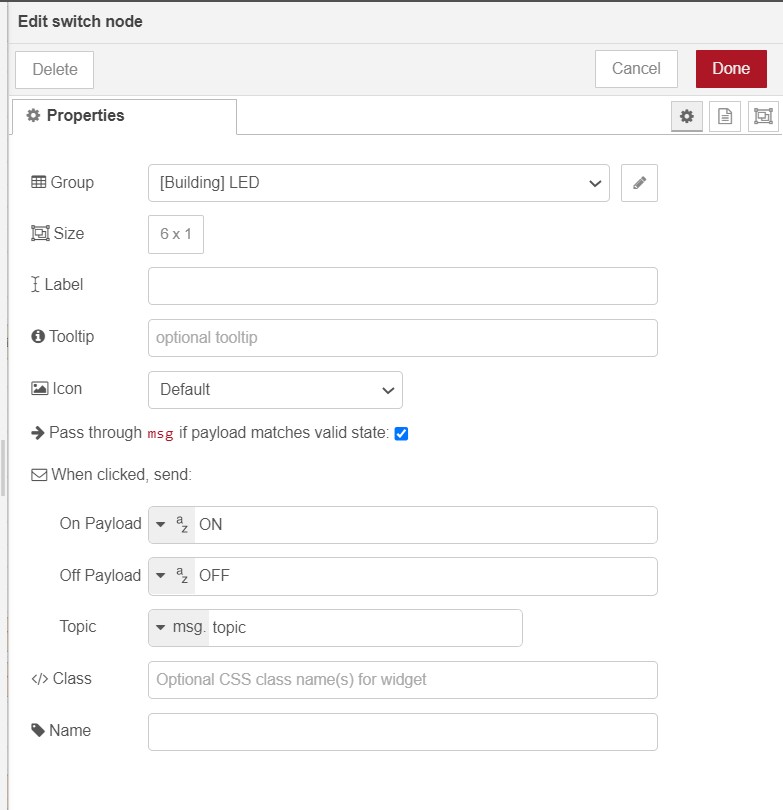 Edit switch node
Delete
Cancel
Done
Properties
Group
[Building] LED
Size
6 x 1
Label
Tooltip
optional tooltip
Icon
Default
Pass through msg if payload matches valid state:
When clicked, send:
On Payload
a
z
ON
Off Payload
a
z
OFF
Topic
msg. topic
</> Class
Optional CSS class name(s) for widget
Name